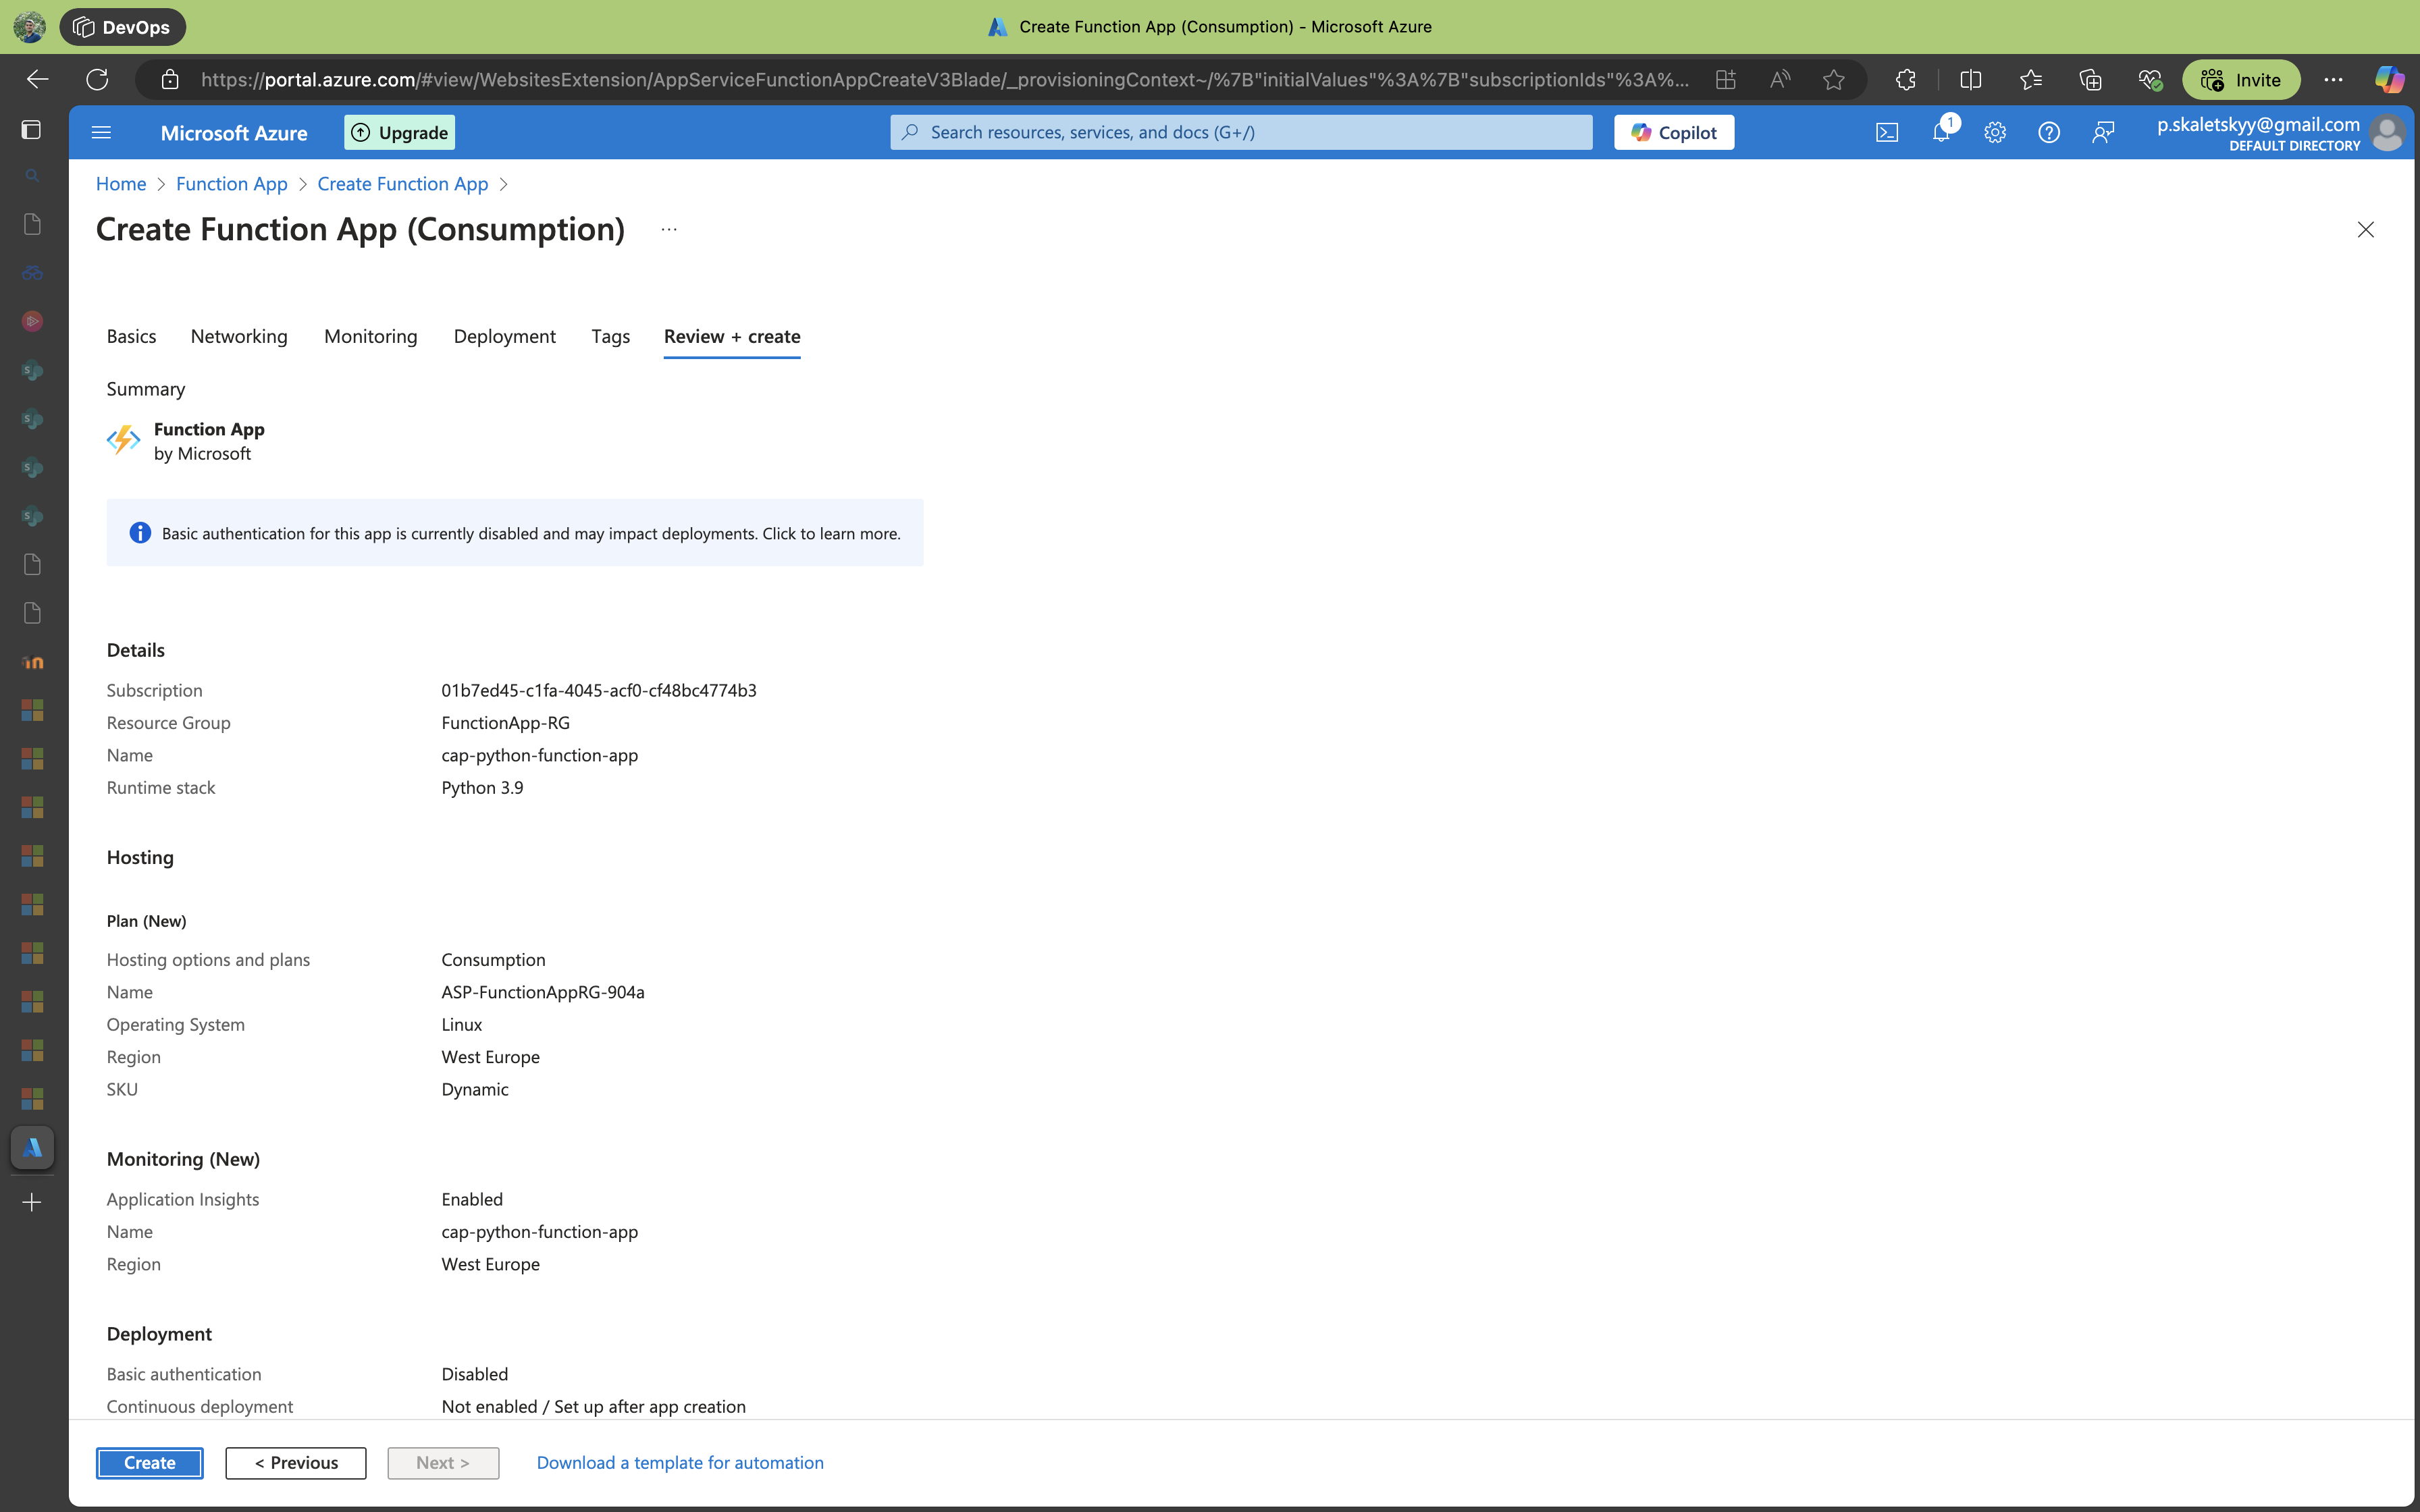 DevOps
Create Function App (Consumption) - Microsoft Azure
https://portal.azure.com/#view/WebsitesExtension/AppServiceFunctionAppCreateV3Blade/_provisioningContext~/%7B"initialValues"%3A%7B"subscriptionIds"%3A%...
Invite
Microsoft Azure
Upgrade
Search resources, services, and docs (G+/)
Copilot
1
p.skaletskyy@gmail.com
DEFAULT DIRECTORY
Home > Function App > Create Function App >
Create Function App (Consumption) ...
Basics Networking Monitoring Deployment Tags Review + create
Summary
Function App
by Microsoft
Basic authentication for this app is currently disabled and may impact deployments. Click to learn more.
Details
Subscription 01b7ed45-c1fa-4045-acf0-cf48bc4774b3
Resource Group FunctionApp-RG
Name cap-python-function-app
Runtime stack Python 3.9
Hosting
Plan (New)
Hosting options and plans Consumption
Name ASP-FunctionAppRG-904a
Operating System Linux
Region West Europe
SKU Dynamic
Monitoring (New)
Application Insights Enabled
Name cap-python-function-app
Region West Europe
Deployment
Basic authentication Disabled
Continuous deployment Not enabled / Set up after app creation
Create < Previous Next > Download a template for automation